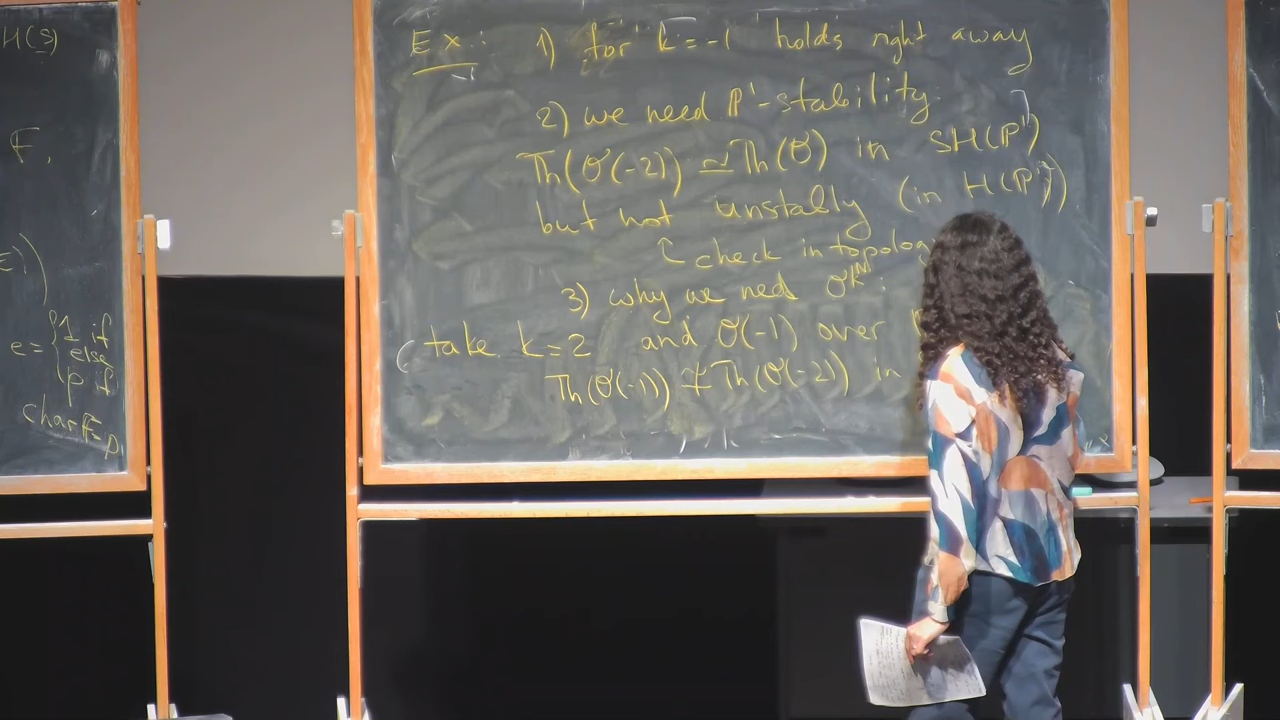 H(S)
F,
e = { 1 if
else
p if
char F = p,
Ex.: 1) for k=-1 holds right away
2) we need ℙ¹-stability.
Th(O(-2)) ≃ Th(O) in SH(ℙ¹)
but not unstably (in H(ℙ¹))
↑ check in topology
3) why we need
(take k=2 and O(-1) over
Th(O(-1)) ≄ Th(O(-2)) in